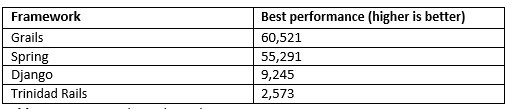 Framework Best performance (higher is better)
Grails 60,521
Spring 55,291
Django 9,245
Trinidad Rails 2,573